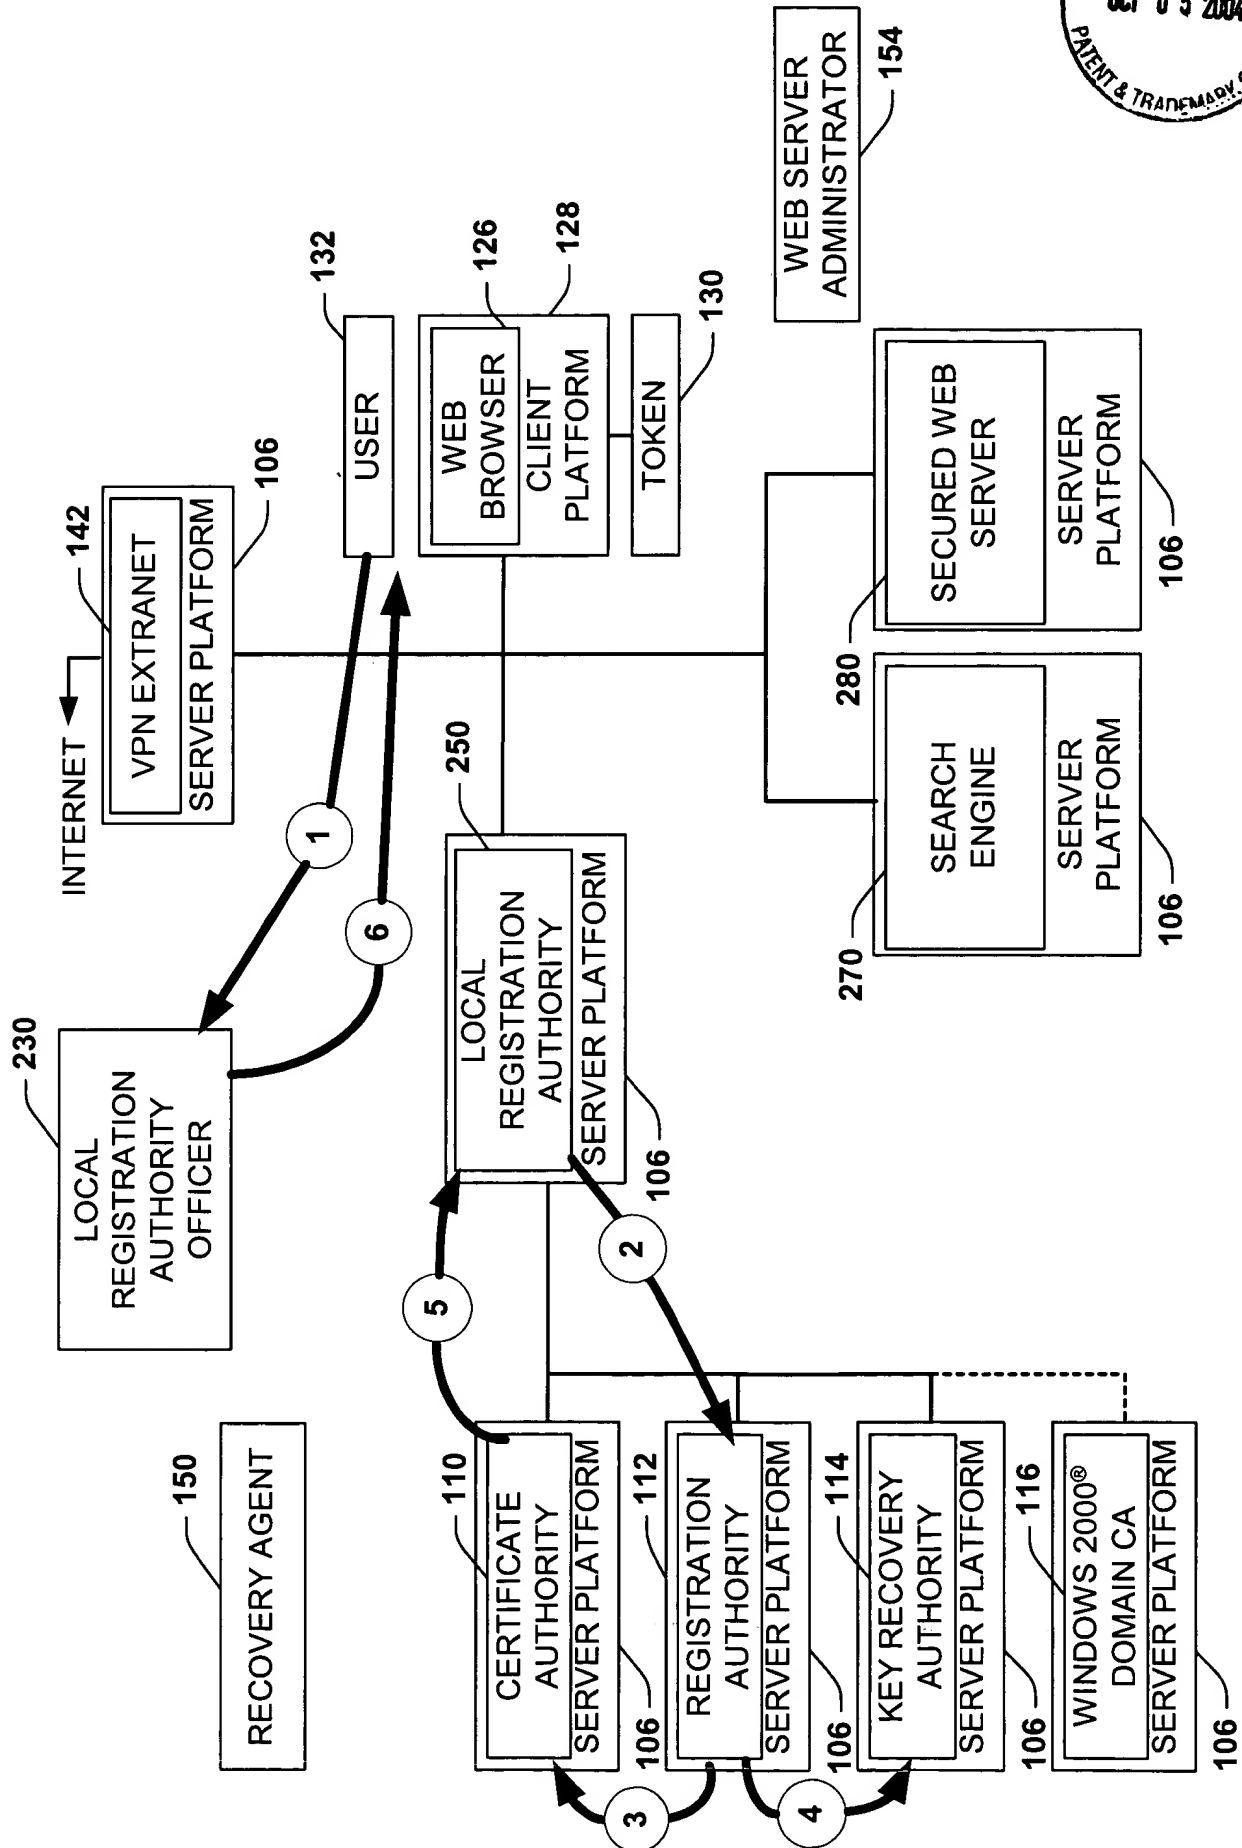 RECOVERY AGENT
150
LOCAL
REGISTRATION
AUTHORITY
OFFICER
230
INTERNET
VPN EXTRANET
SERVER PLATFORM
142
106
1
6
USER
132
WEB
BROWSER
CLIENT
PLATFORM
126
128
TOKEN
130
CERTIFICATE
AUTHORITY
SERVER PLATFORM
110
106
5
LOCAL
REGISTRATION
AUTHORITY
SERVER PLATFORM
250
106
2
3
REGISTRATION
AUTHORITY
SERVER PLATFORM
112
106
4
KEY RECOVERY
AUTHORITY
SERVER PLATFORM
114
106
WINDOWS 2000®
DOMAIN CA
SERVER PLATFORM
116
106
270
SEARCH
ENGINE
SERVER
PLATFORM
106
280
SECURED WEB
SERVER
SERVER
PLATFORM
106
WEB SERVER
ADMINISTRATOR
154
2004
PATENT & TRADEMARK